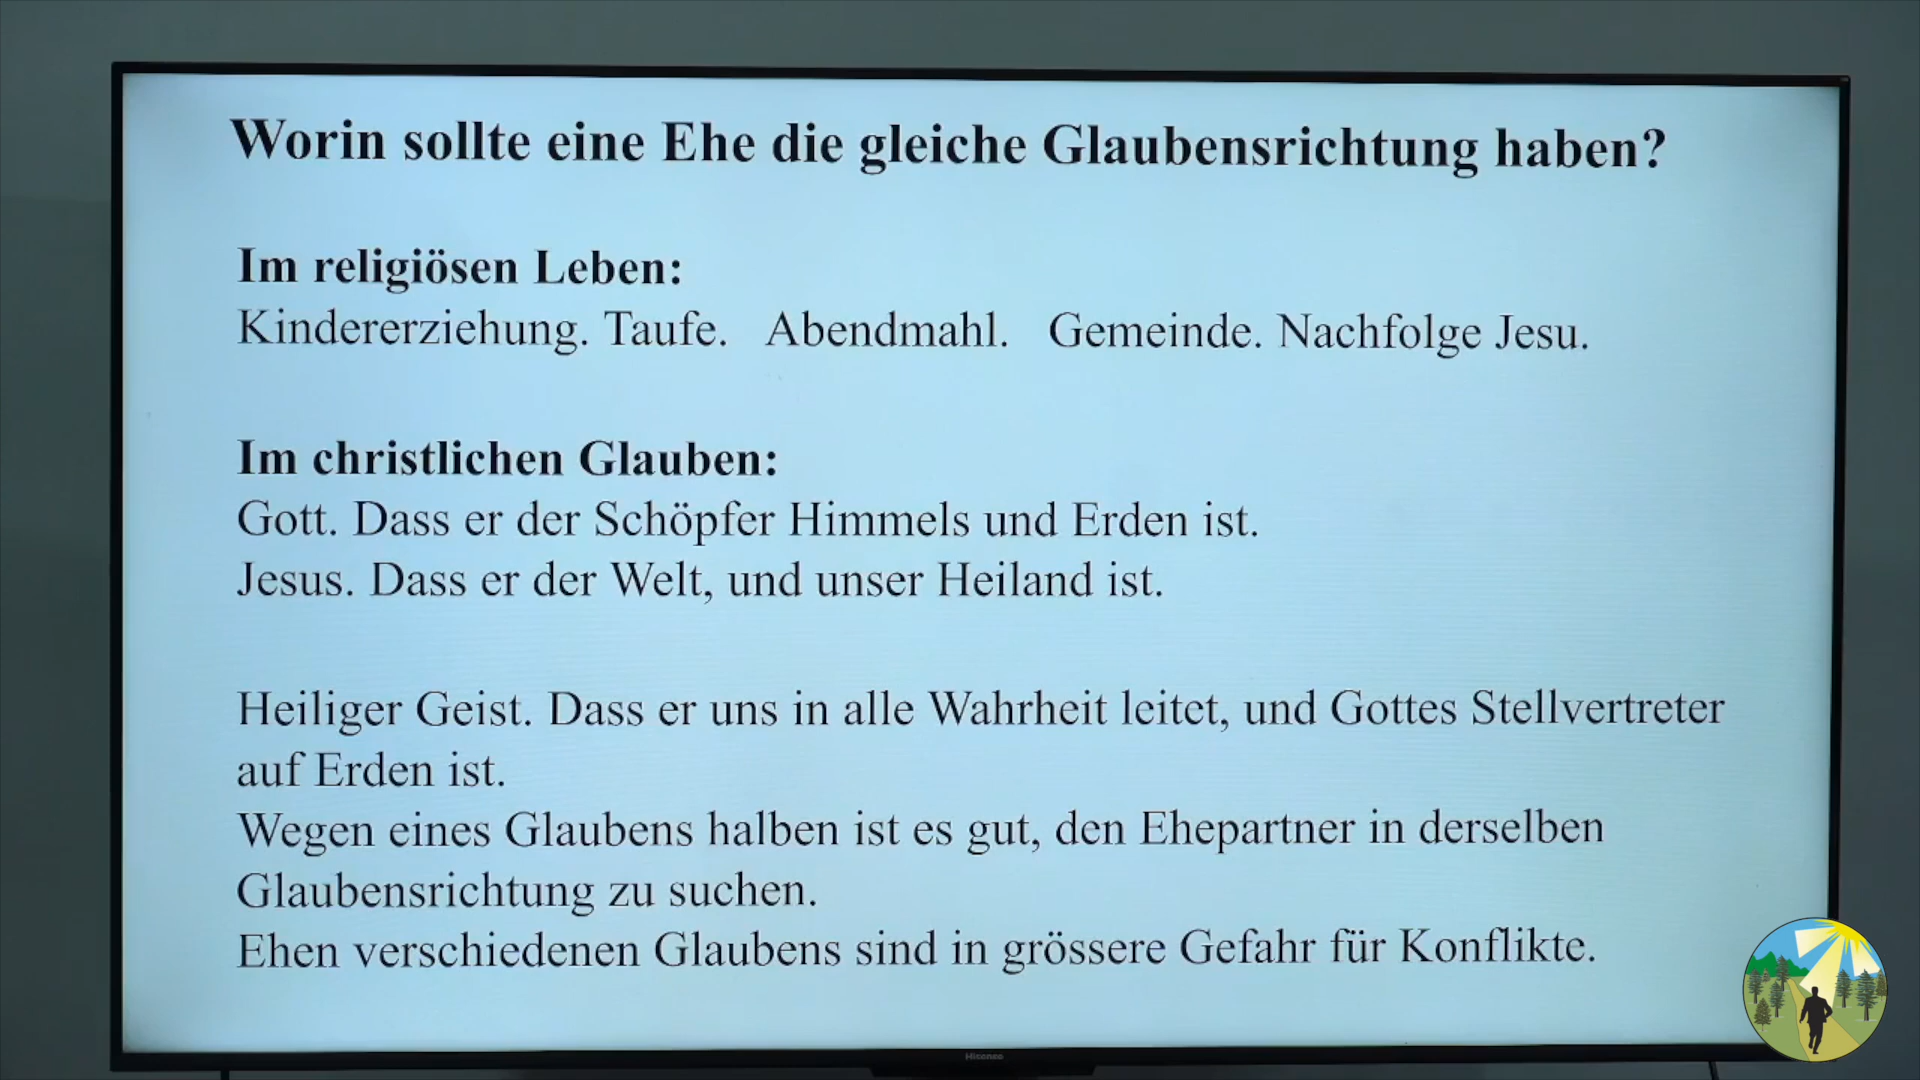 Worin sollte eine Ehe die gleiche Glaubensrichtung haben?
Im religiösen Leben:
Kindererziehung. Taufe. Abendmahl. Gemeinde. Nachfolge Jesu.
Im christlichen Glauben:
Gott. Dass er der Schöpfer Himmels und Erden ist.
Jesus. Dass er der Welt, und unser Heiland ist.
Heiliger Geist. Dass er uns in alle Wahrheit leitet, und Gottes Stellvertreter
auf Erden ist.
Wegen eines Glaubens halben ist es gut, den Ehepartner in derselben
Glaubensrichtung zu suchen.
Ehen verschiedenen Glaubens sind in grössere Gefahr für Konflikte.
Hisense